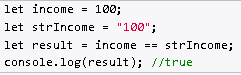 let income = 100;
let strIncome = "100";
let result = income == strIncome;
console.log(result); //true